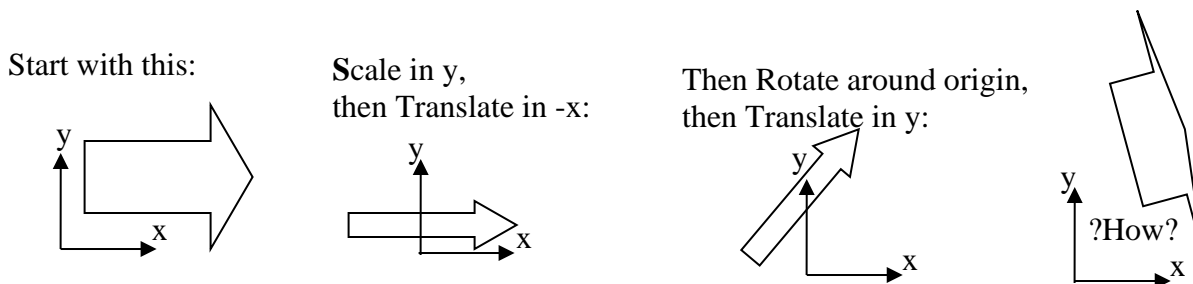 Start with this:
y
x
Scale in y,
then Translate in -x:
y
x
Then Rotate around origin,
then Translate in y:
y
x
y
?How?
x